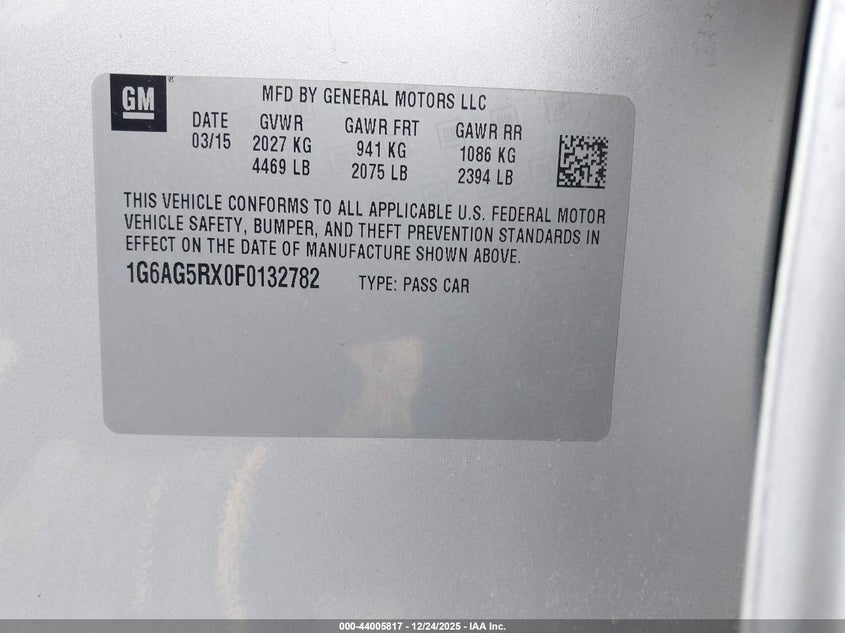 GM
MFD BY GENERAL MOTORS LLC
DATE GVWR GAWR FRT GAWR RR
03/15 2027 KG 941 KG 1086 KG
4469 LB 2075 LB 2394 LB
THIS VEHICLE CONFORMS TO ALL APPLICABLE U.S. FEDERAL MOTOR
VEHICLE SAFETY, BUMPER, AND THEFT PREVENTION STANDARDS IN
EFFECT ON THE DATE OF MANUFACTURE SHOWN ABOVE.
1G6AG5RX0F0132782 TYPE: PASS CAR
000-44005817 - 12/24/2025 - IAA Inc.